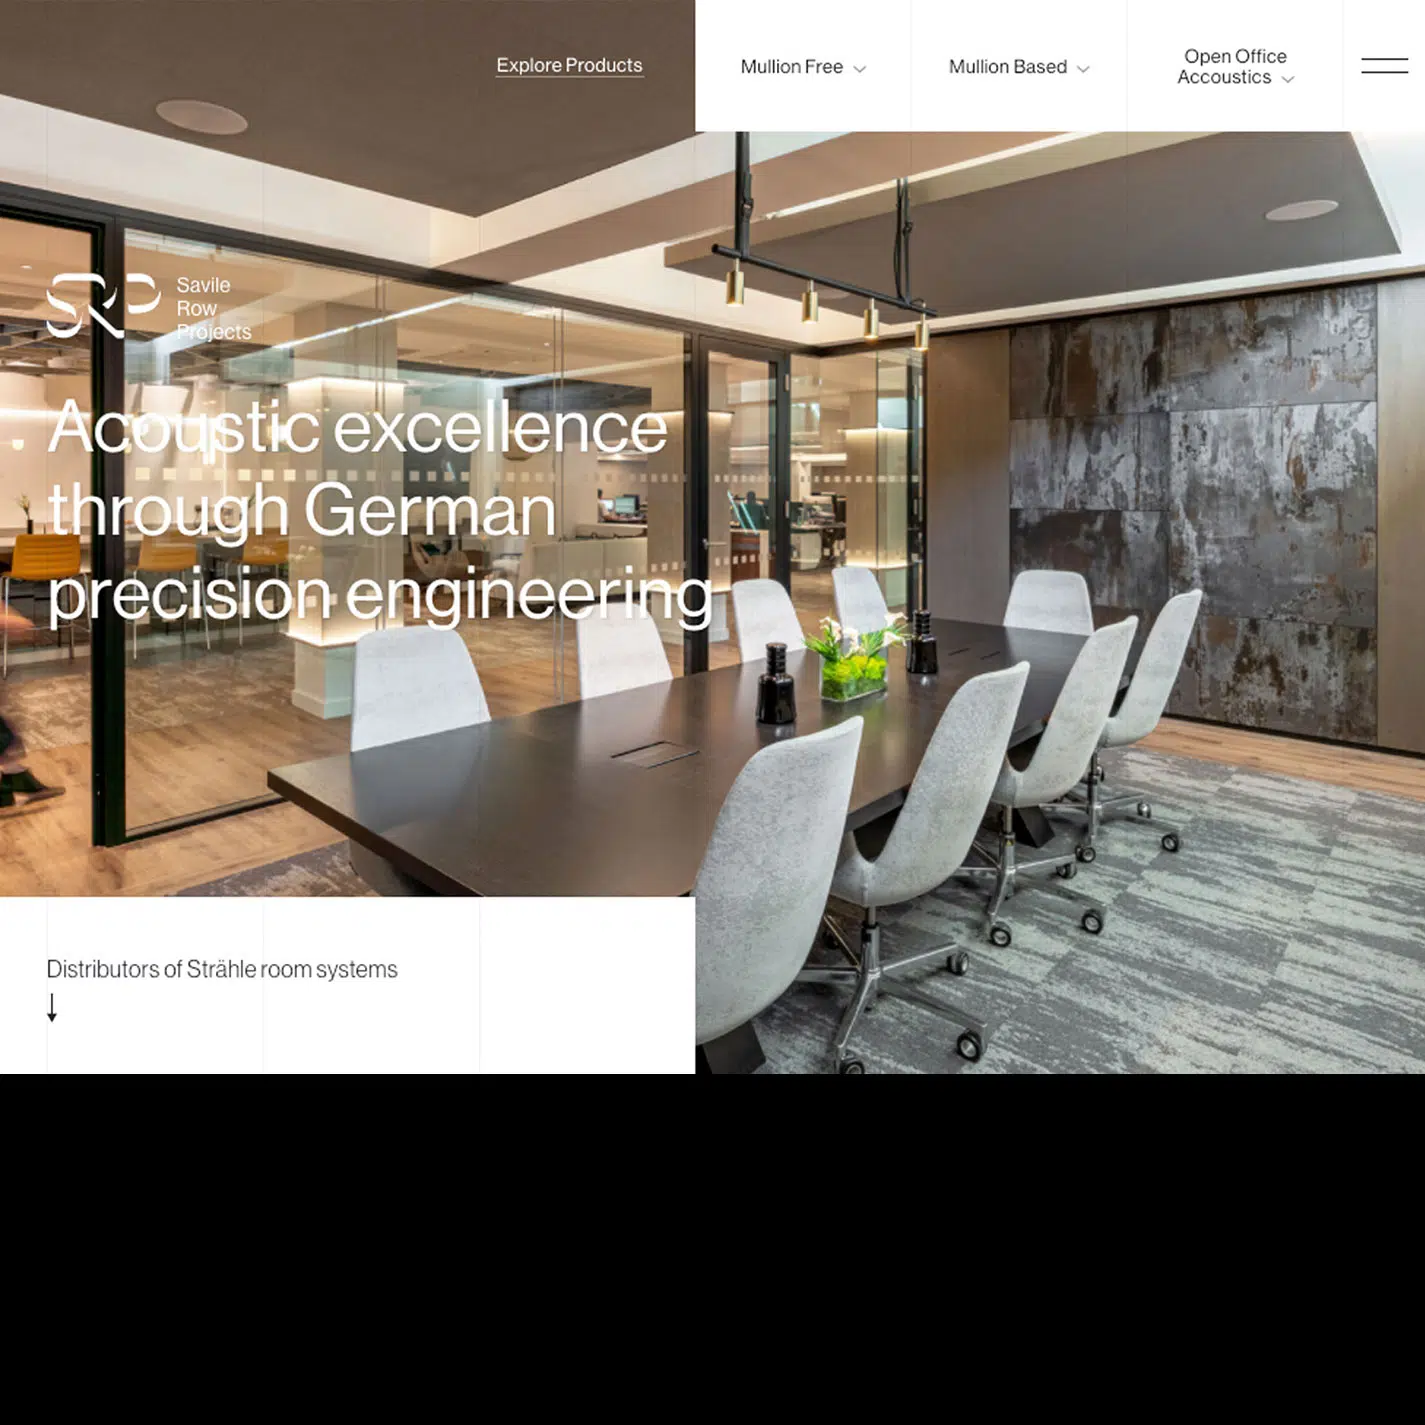 Explore Products
Mullion Free
Mullion Based
Open Office
Accoustics
SRP
Savile
Row
Projects
Acoustic excellence
through German
precision engineering
Distributors of Strähle room systems